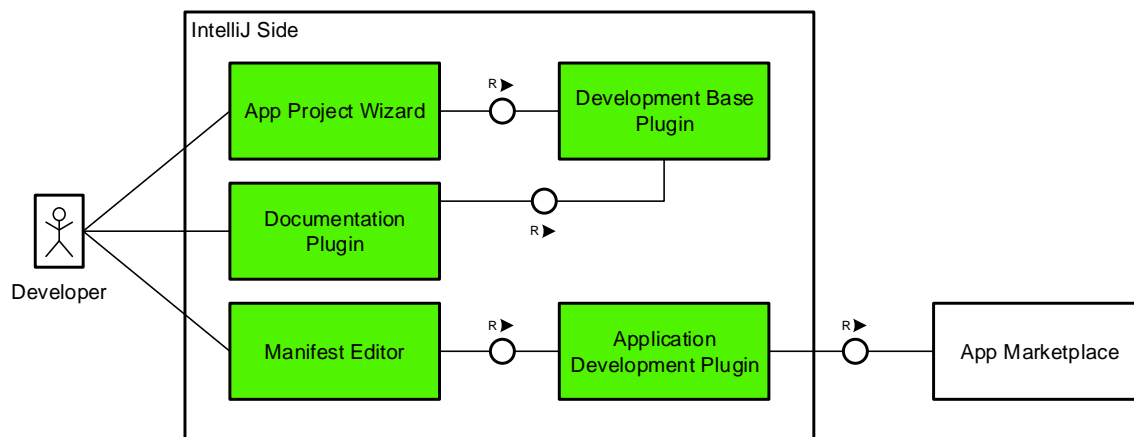 IntelliJ Side
App Project Wizard
R
Development Base
Plugin
Documentation
Plugin
R
Developer
Manifest Editor
R
Application
Development Plugin
R
App Marketplace